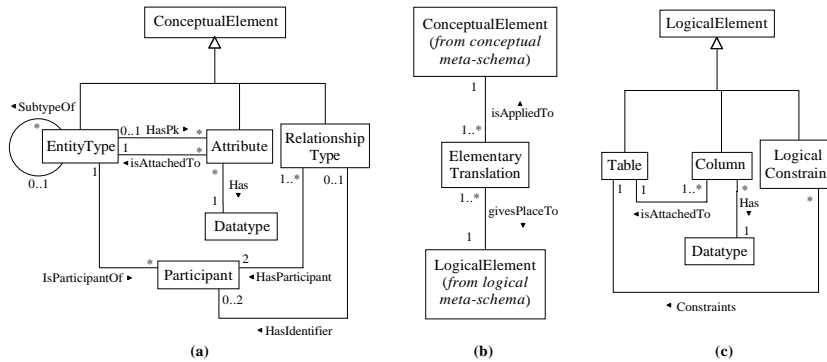 ConceptualElement
◂ SubtypeOf
*
0..1
EntityType
0..1
HasPk ▸
*
1
*
◂ isAttachedTo
Attribute
Relationship
Type
1
*
Has
▾
1
Datatype
1..*
0..1
IsParticipantOf ▸
*
Participant
2
◂ HasParticipant
0..2
◂ HasIdentifier
(a)
ConceptualElement
(from conceptual
meta-schema)
1
isAppliedTo
▴
1..*
Elementary
Translation
1..*
givesPlaceTo
▾
1
LogicalElement
(from logical
meta-schema)
(b)
LogicalElement
Table
Column
Logical
Constraint
1
1
1..*
*
*
◂ isAttachedTo
Has
▾
1
Datatype
◂ Constraints
(c)